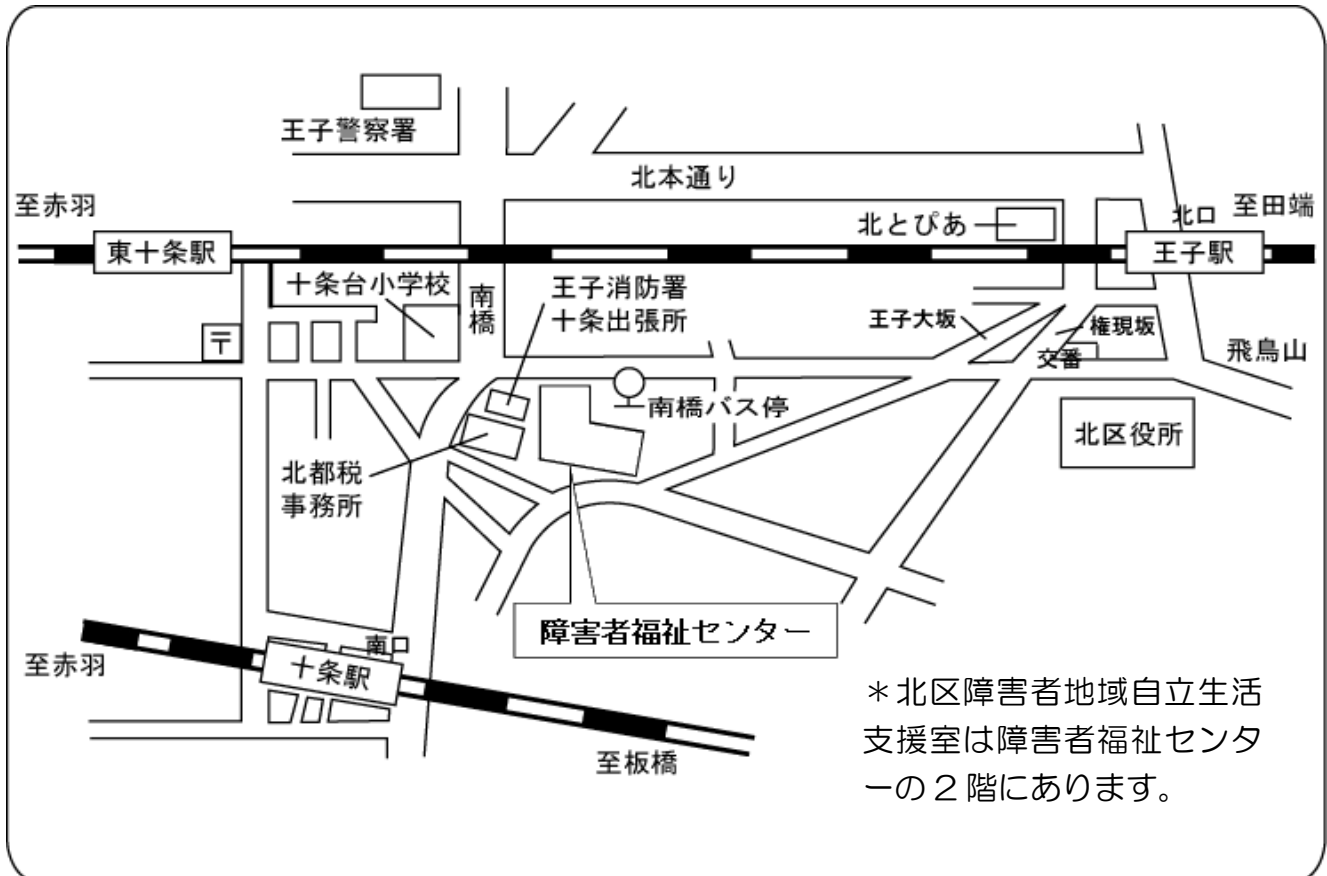 王子警察署
北本通り
至赤羽
北口
至田端
北とぴあ
東十条駅
王子駅
十条台小学校
南橋
王子消防署
十条出張所
王子大坂
権現坂
〒
交番
飛鳥山
南橋バス停
北区役所
北都税
事務所
障害者福祉センター
南口
至赤羽
十条駅
至板橋
＊北区障害者地域自立生活
支援室は障害者福祉センタ
ーの２階にあります。